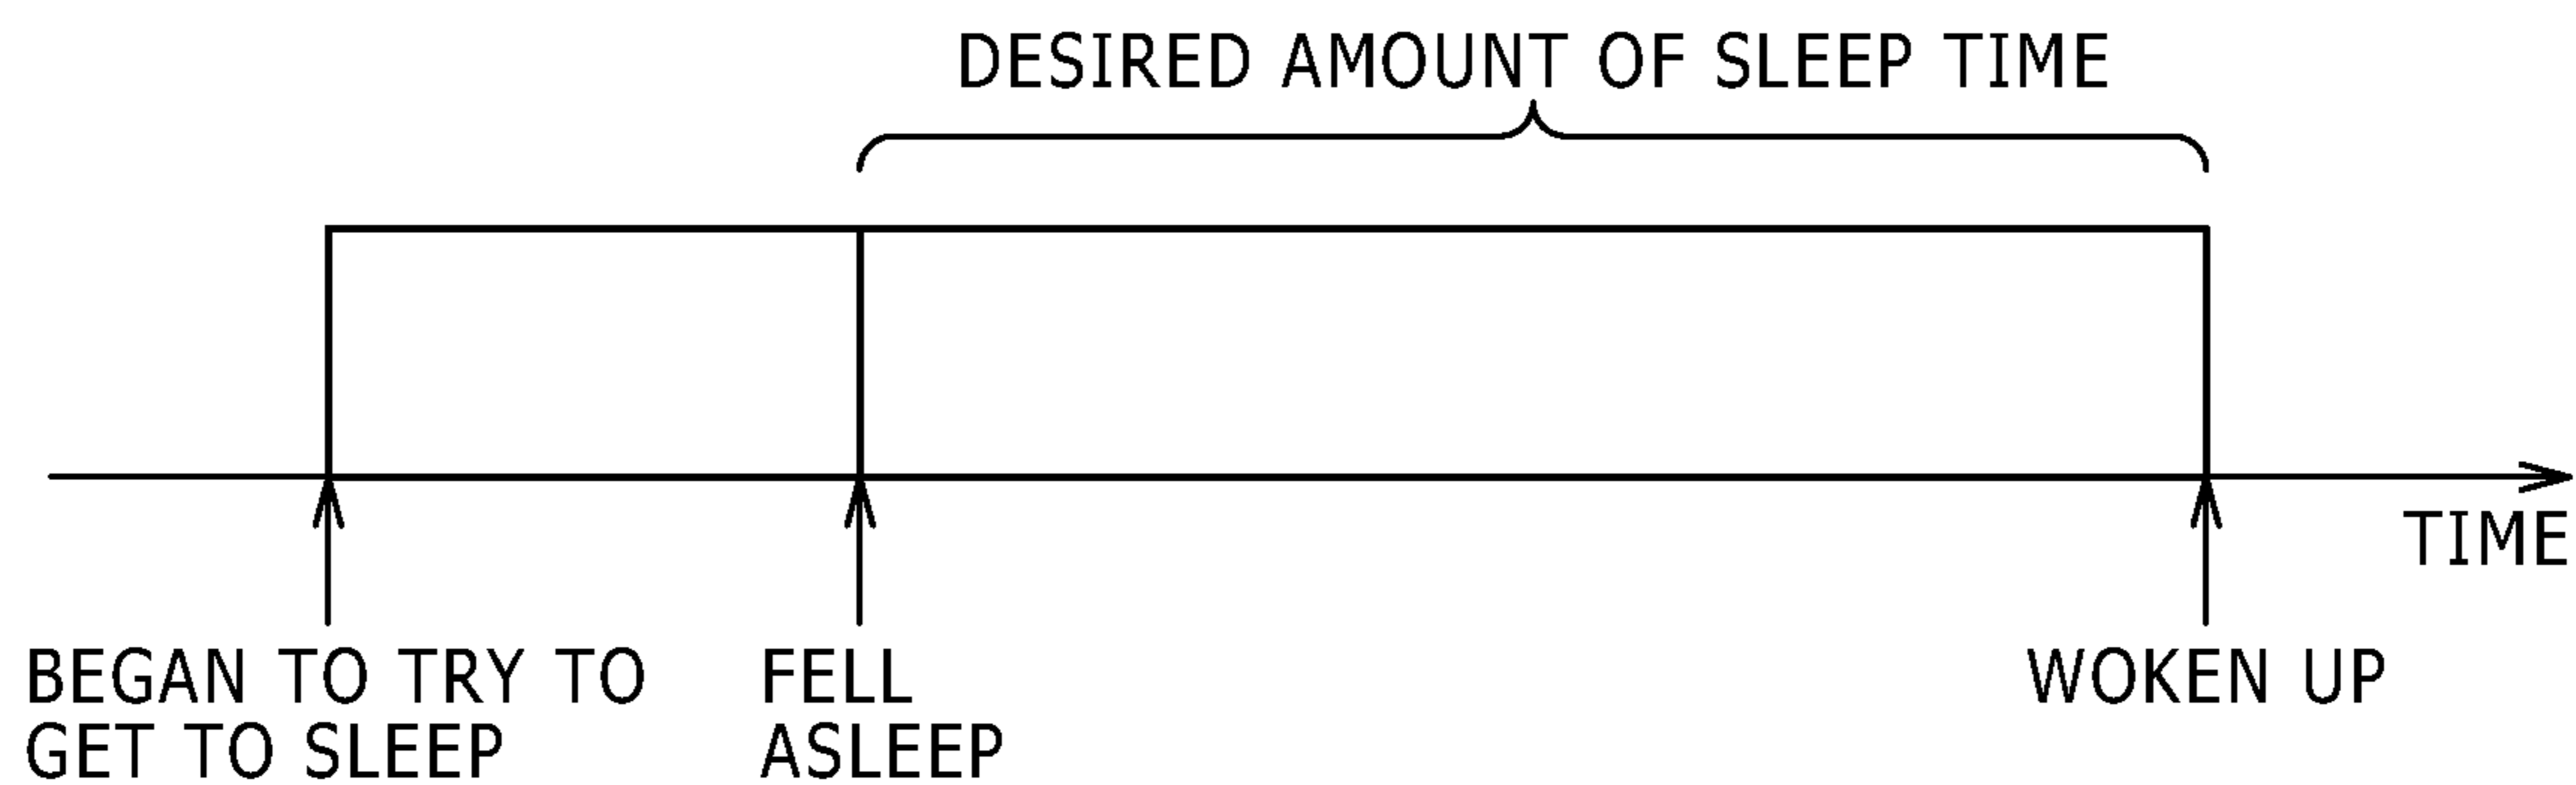 DESIRED AMOUNT OF SLEEP TIME
TIME
BEGAN TO TRY TO
GET TO SLEEP
FELL
ASLEEP
WOKEN UP